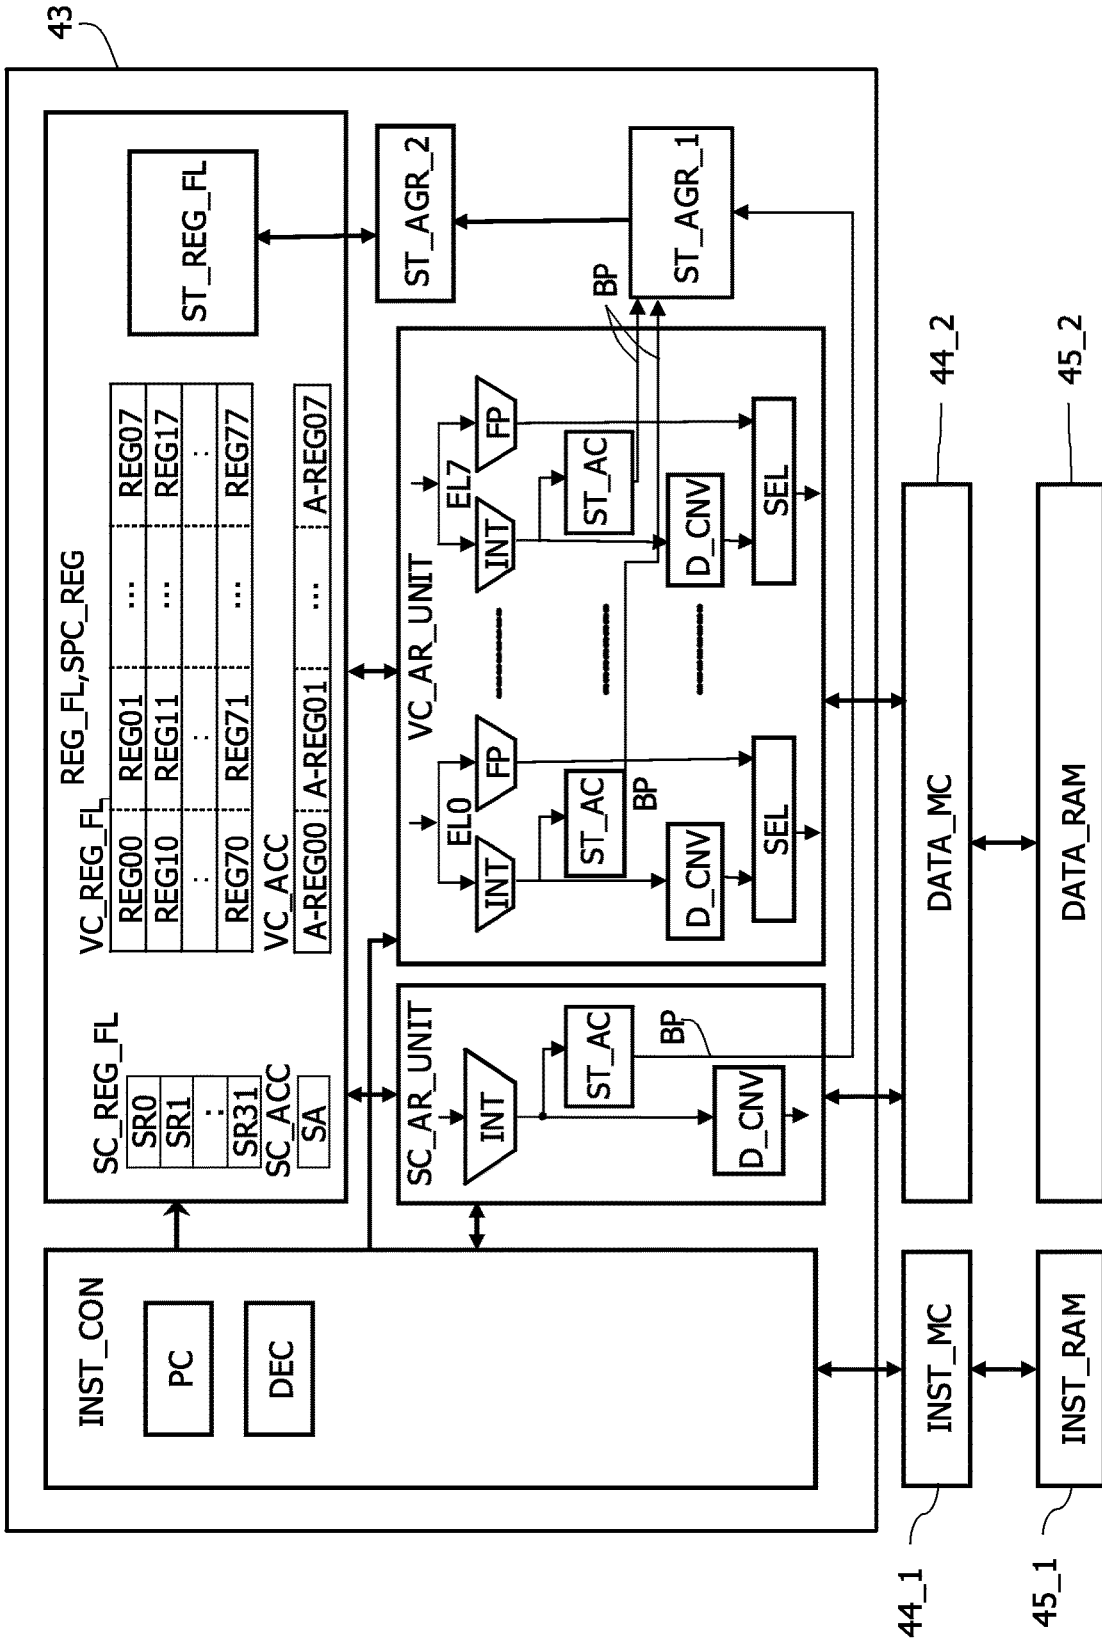 43
INST_CON
PC
DEC
REG_FL,SPC_REG
SC_REG_FL
SR0
SR1
:
SR31
SC_ACC
SA
VC_REG_FL
REG00 REG01 ... REG07
REG10 REG11 ... REG17
: : :
REG70 REG71 ... REG77
VC_ACC
A-REG00 A-REG01 ... A-REG07
ST_REG_FL
ST_AGR_2
ST_AGR_1
SC_AR_UNIT
INT
ST_AC
BP
D_CNV
VC_AR_UNIT
EL0
INT FP
ST_AC
BP
D_CNV
SEL
EL7
INT FP
ST_AC
BP
D_CNV
SEL
INST_MC
44_1
DATA_MC
44_2
INST_RAM
45_1
DATA_RAM
45_2